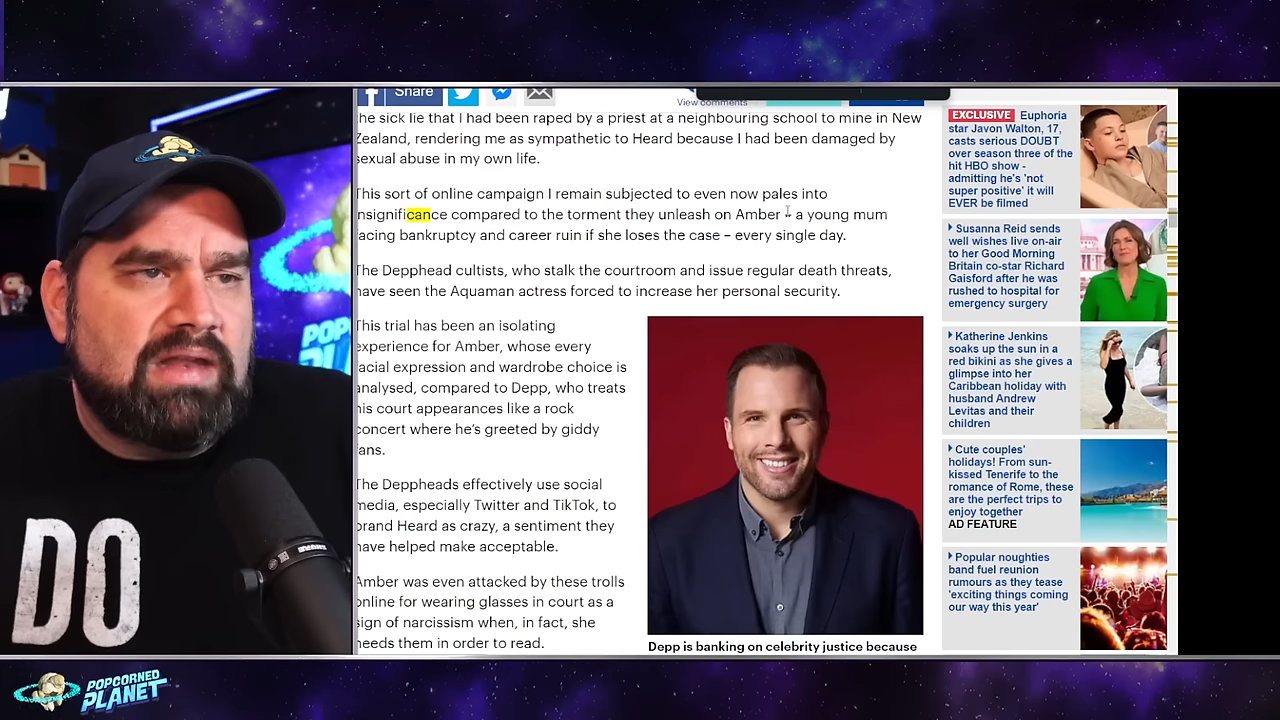 Share
View comments
the sick lie that I had been raped by a priest at a neighbouring school to mine in New
Zealand, rendering me as sympathetic to Heard because I had been damaged by
sexual abuse in my own life.
This sort of online campaign I remain subjected to even now pales into
insignificance compared to the torment they unleash on Amber – a young mum
facing bankruptcy and career ruin if she loses the case – every single day.
The Depphead cultists, who stalk the courtroom and issue regular death threats,
have seen the Aquaman actress forced to increase her personal security.
This trial has been an isolating
experience for Amber, whose every
facial expression and wardrobe choice is
analysed, compared to Depp, who treats
his court appearances like a rock
concert where he's greeted by giddy
fans.
The Deppheads effectively use social
media, especially Twitter and TikTok, to
brand Heard as crazy, a sentiment they
have helped make acceptable.
Amber was even attacked by these trolls
online for wearing glasses in court as a
sign of narcissism when, in fact, she
needs them in order to read.
Depp is banking on celebrity justice because
EXCLUSIVE Euphoria
star Javon Walton, 17,
casts serious DOUBT
over season three of the
hit HBO show -
admitting he's 'not
super positive' it will
EVER be filmed
Susanna Reid sends
well wishes live on-air
to her Good Morning
Britain co-star Richard
Gaisford after he was
rushed to hospital for
emergency surgery
Katherine Jenkins
soaks up the sun in a
red bikini as she gives a
glimpse into her
Caribbean holiday with
husband Andrew
Levitas and their
children
Cute couples'
holidays! From sun-
kissed Tenerife to the
romance of Rome, these
are the perfect trips to
enjoy together
AD FEATURE
Popular noughties
band fuel reunion
rumours as they tease
'exciting things coming
our way this year'
POP
PL
DO
POPCORNED
PLANET